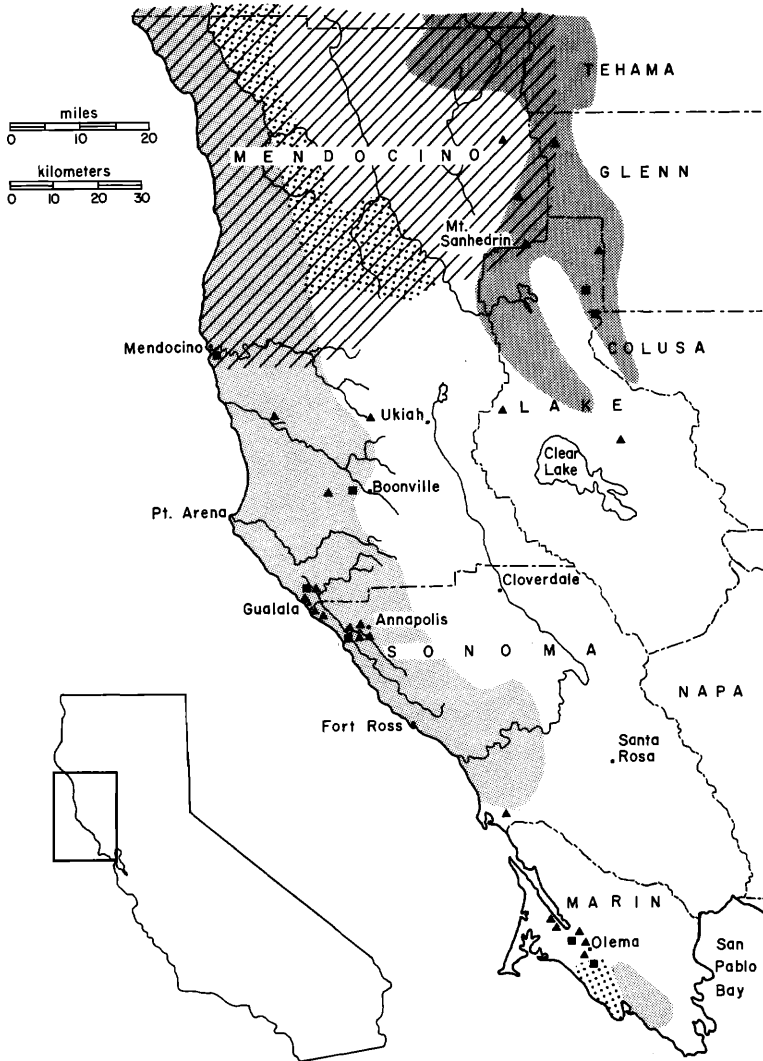 TEHAMA
miles
0 10 20
MENDOCINO
kilometers
0 10 20 30
GLENN
Mt.
Sanhedrin
Mendocino
COLUSA
LAKE
Ukiah
Clear
Lake
Boonville
Pt. Arena
Cloverdale
Gualala
Annapolis
SONOMA
NAPA
Fort Ross
Santa
Rosa
MARIN
Olema
San
Pablo
Bay